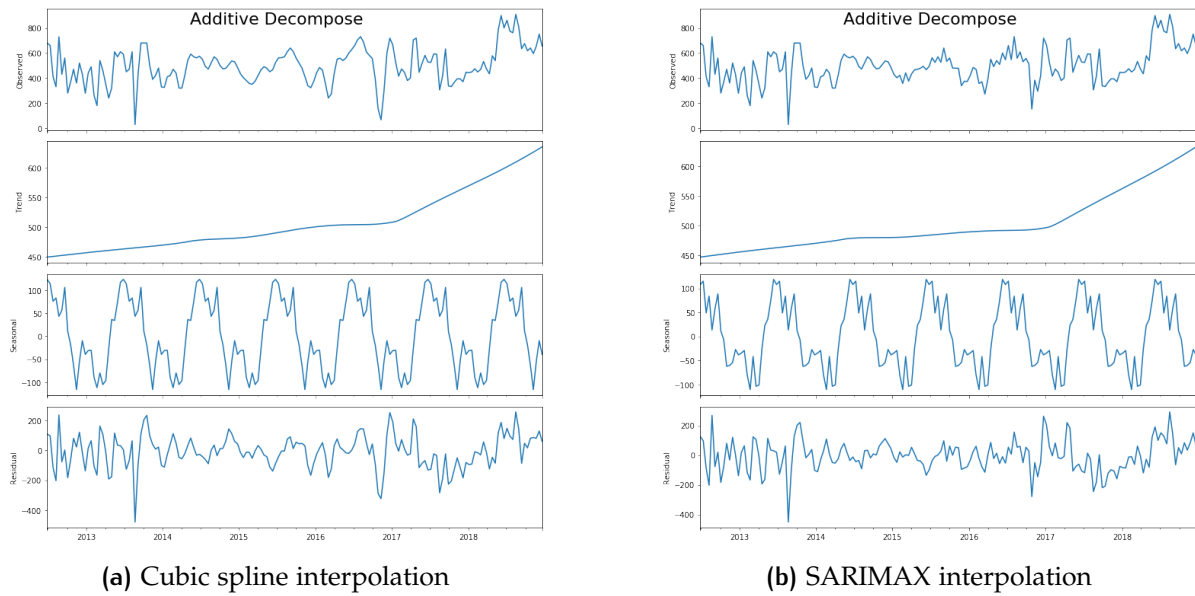 Additive Decompose
Observed
800
600
400
200
0
Trend
600
550
500
450
Seasonal
100
50
0
−50
−100
Residual
200
0
−200
−400
2013 2014 2015 2016 2017 2018
(a) Cubic spline interpolation
Additive Decompose
Observed
800
600
400
200
0
Trend
600
550
500
450
Seasonal
100
50
0
−50
−100
Residual
200
0
−200
−400
2013 2014 2015 2016 2017 2018
(b) SARIMAX interpolation